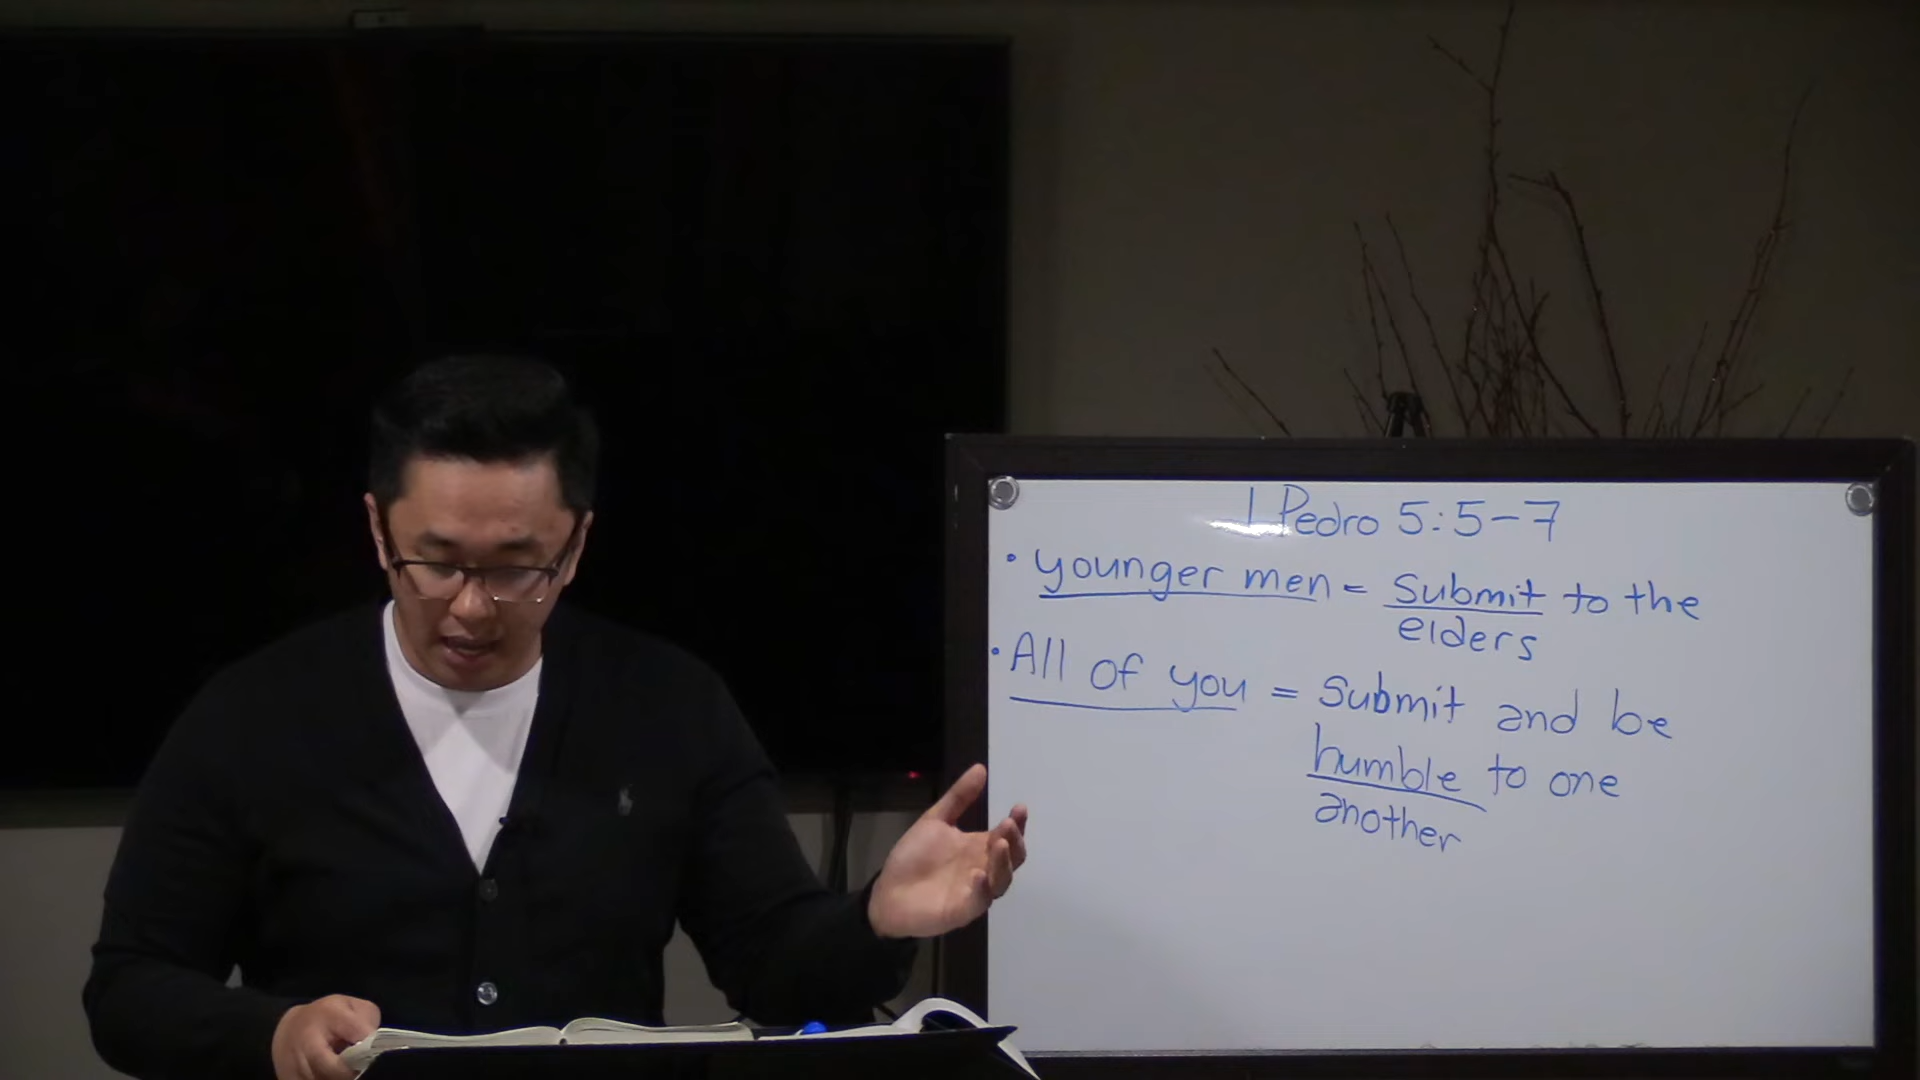 1 Pedro 5:5-7
• younger men = submit to the
elders
• All of you = submit and be
humble to one
another